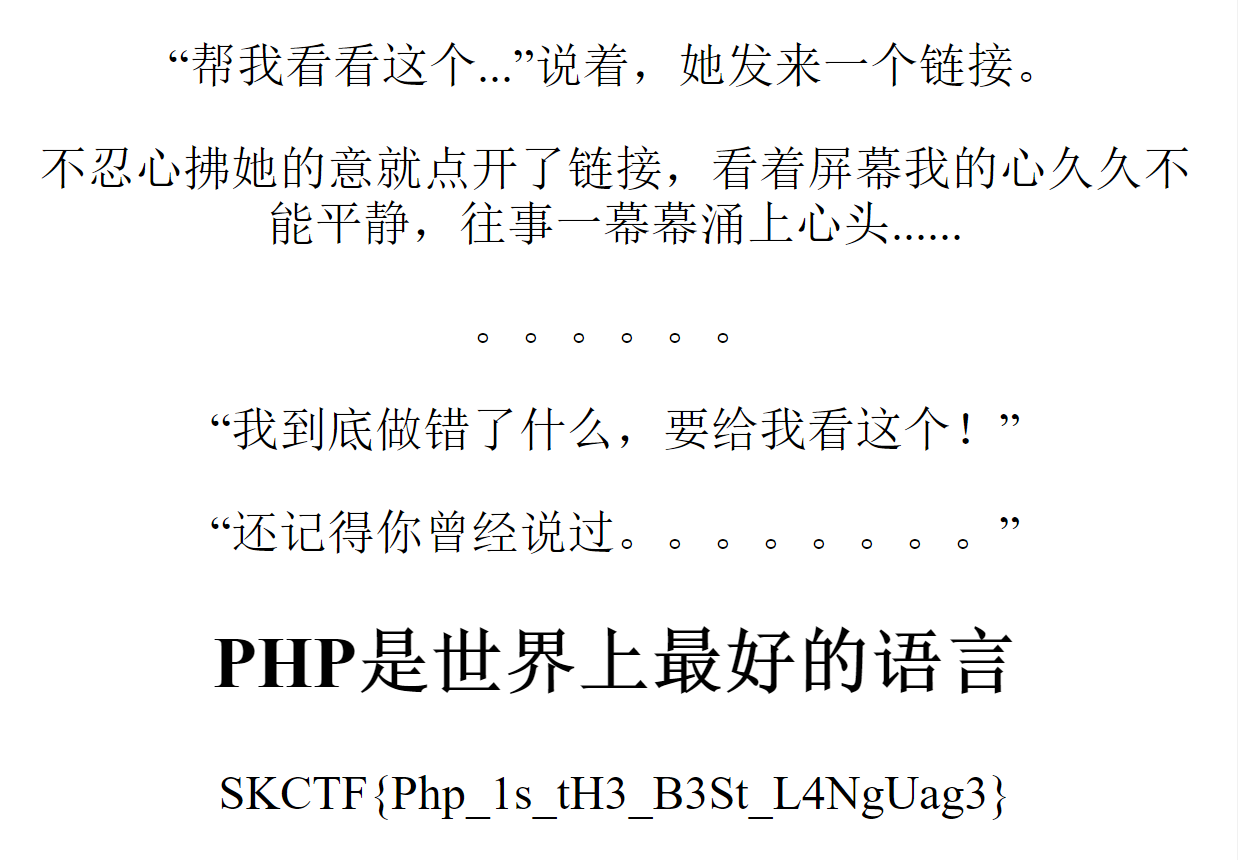 “帮我看看这个...”说着，她发来一个链接。
不忍心拂她的意就点开了链接，看着屏幕我的心久久不
能平静，往事一幕幕涌上心头......
。。。。。。
“我到底做错了什么，要给我看这个！”
“还记得你曾经说过。。。。。。。。”
PHP是世界上最好的语言
SKCTF{Php_1s_tH3_B3St_L4NgUag3}